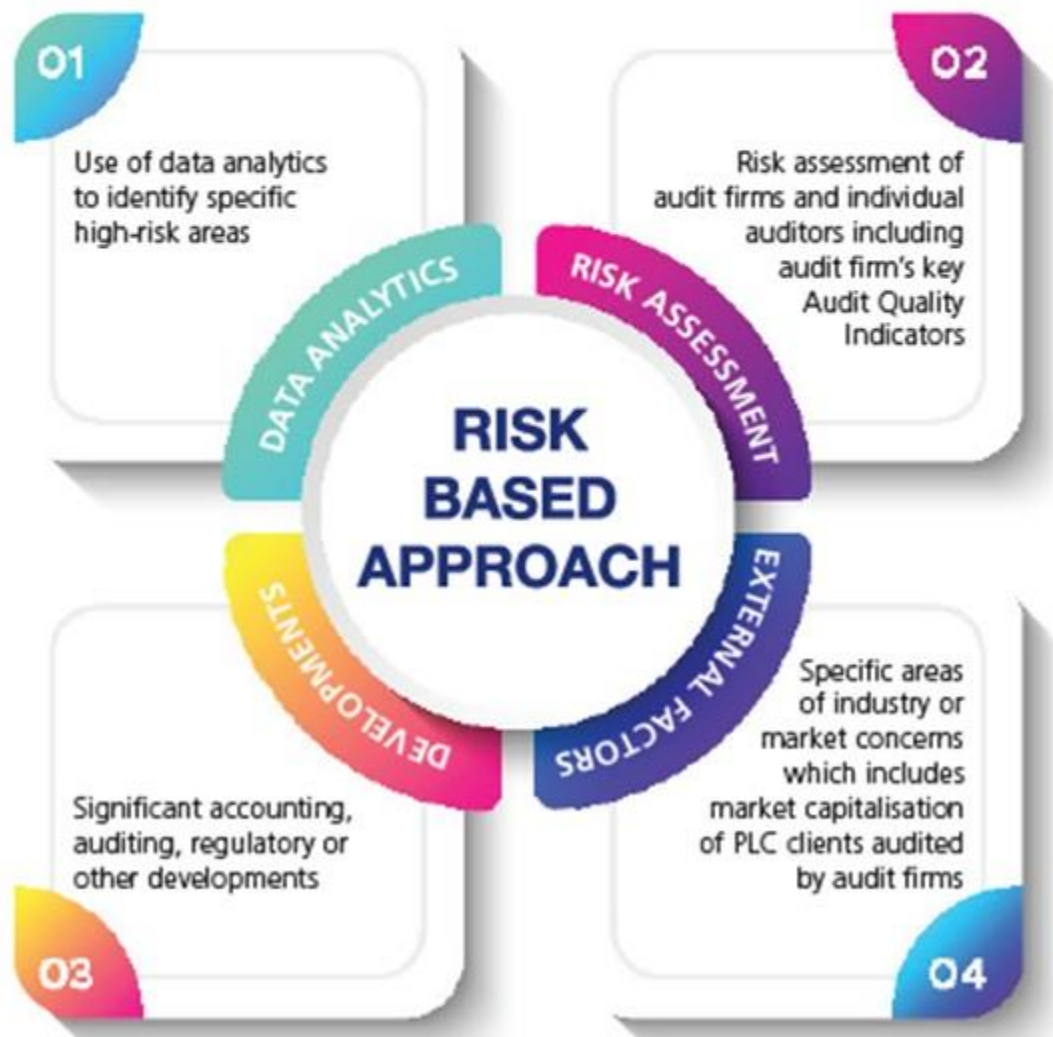 01
Use of data analytics
to identify specific
high-risk areas
DATA ANALYTICS
02
Risk assessment of
audit firms and individual
auditors including
audit firm's key
Audit Quality
Indicators
RISK ASSESSMENT
RISK
BASED
APPROACH
DEVELOPMENTS
Significant accounting,
auditing, regulatory or
other developments
03
EXTERNAL FACTORS
Specific areas
of industry or
market concerns
which includes
market capitalisation
of PLC clients audited
by audit firms
04